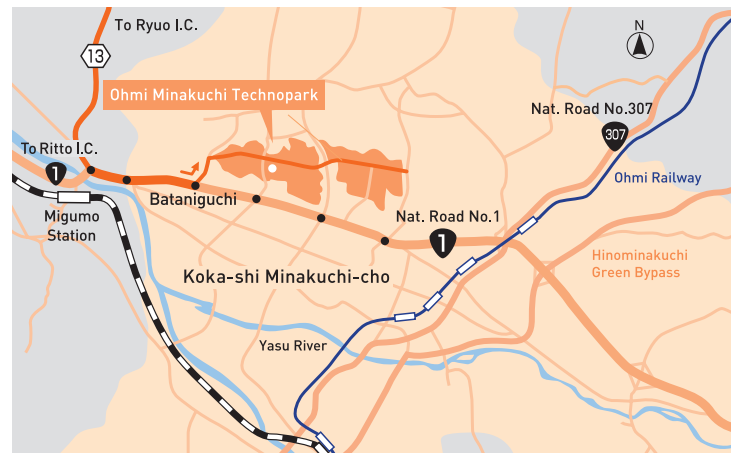 To Ryuo I.C.
N
13
Ohmi Minakuchi Technopark
Nat. Road No.307
307
To Ritto I.C.
1
Ohmi Railway
Migumo
Station
Bataniguchi
Nat. Road No.1
1
Hinominakuchi
Green Bypass
Koka-shi Minakuchi-cho
Yasu River